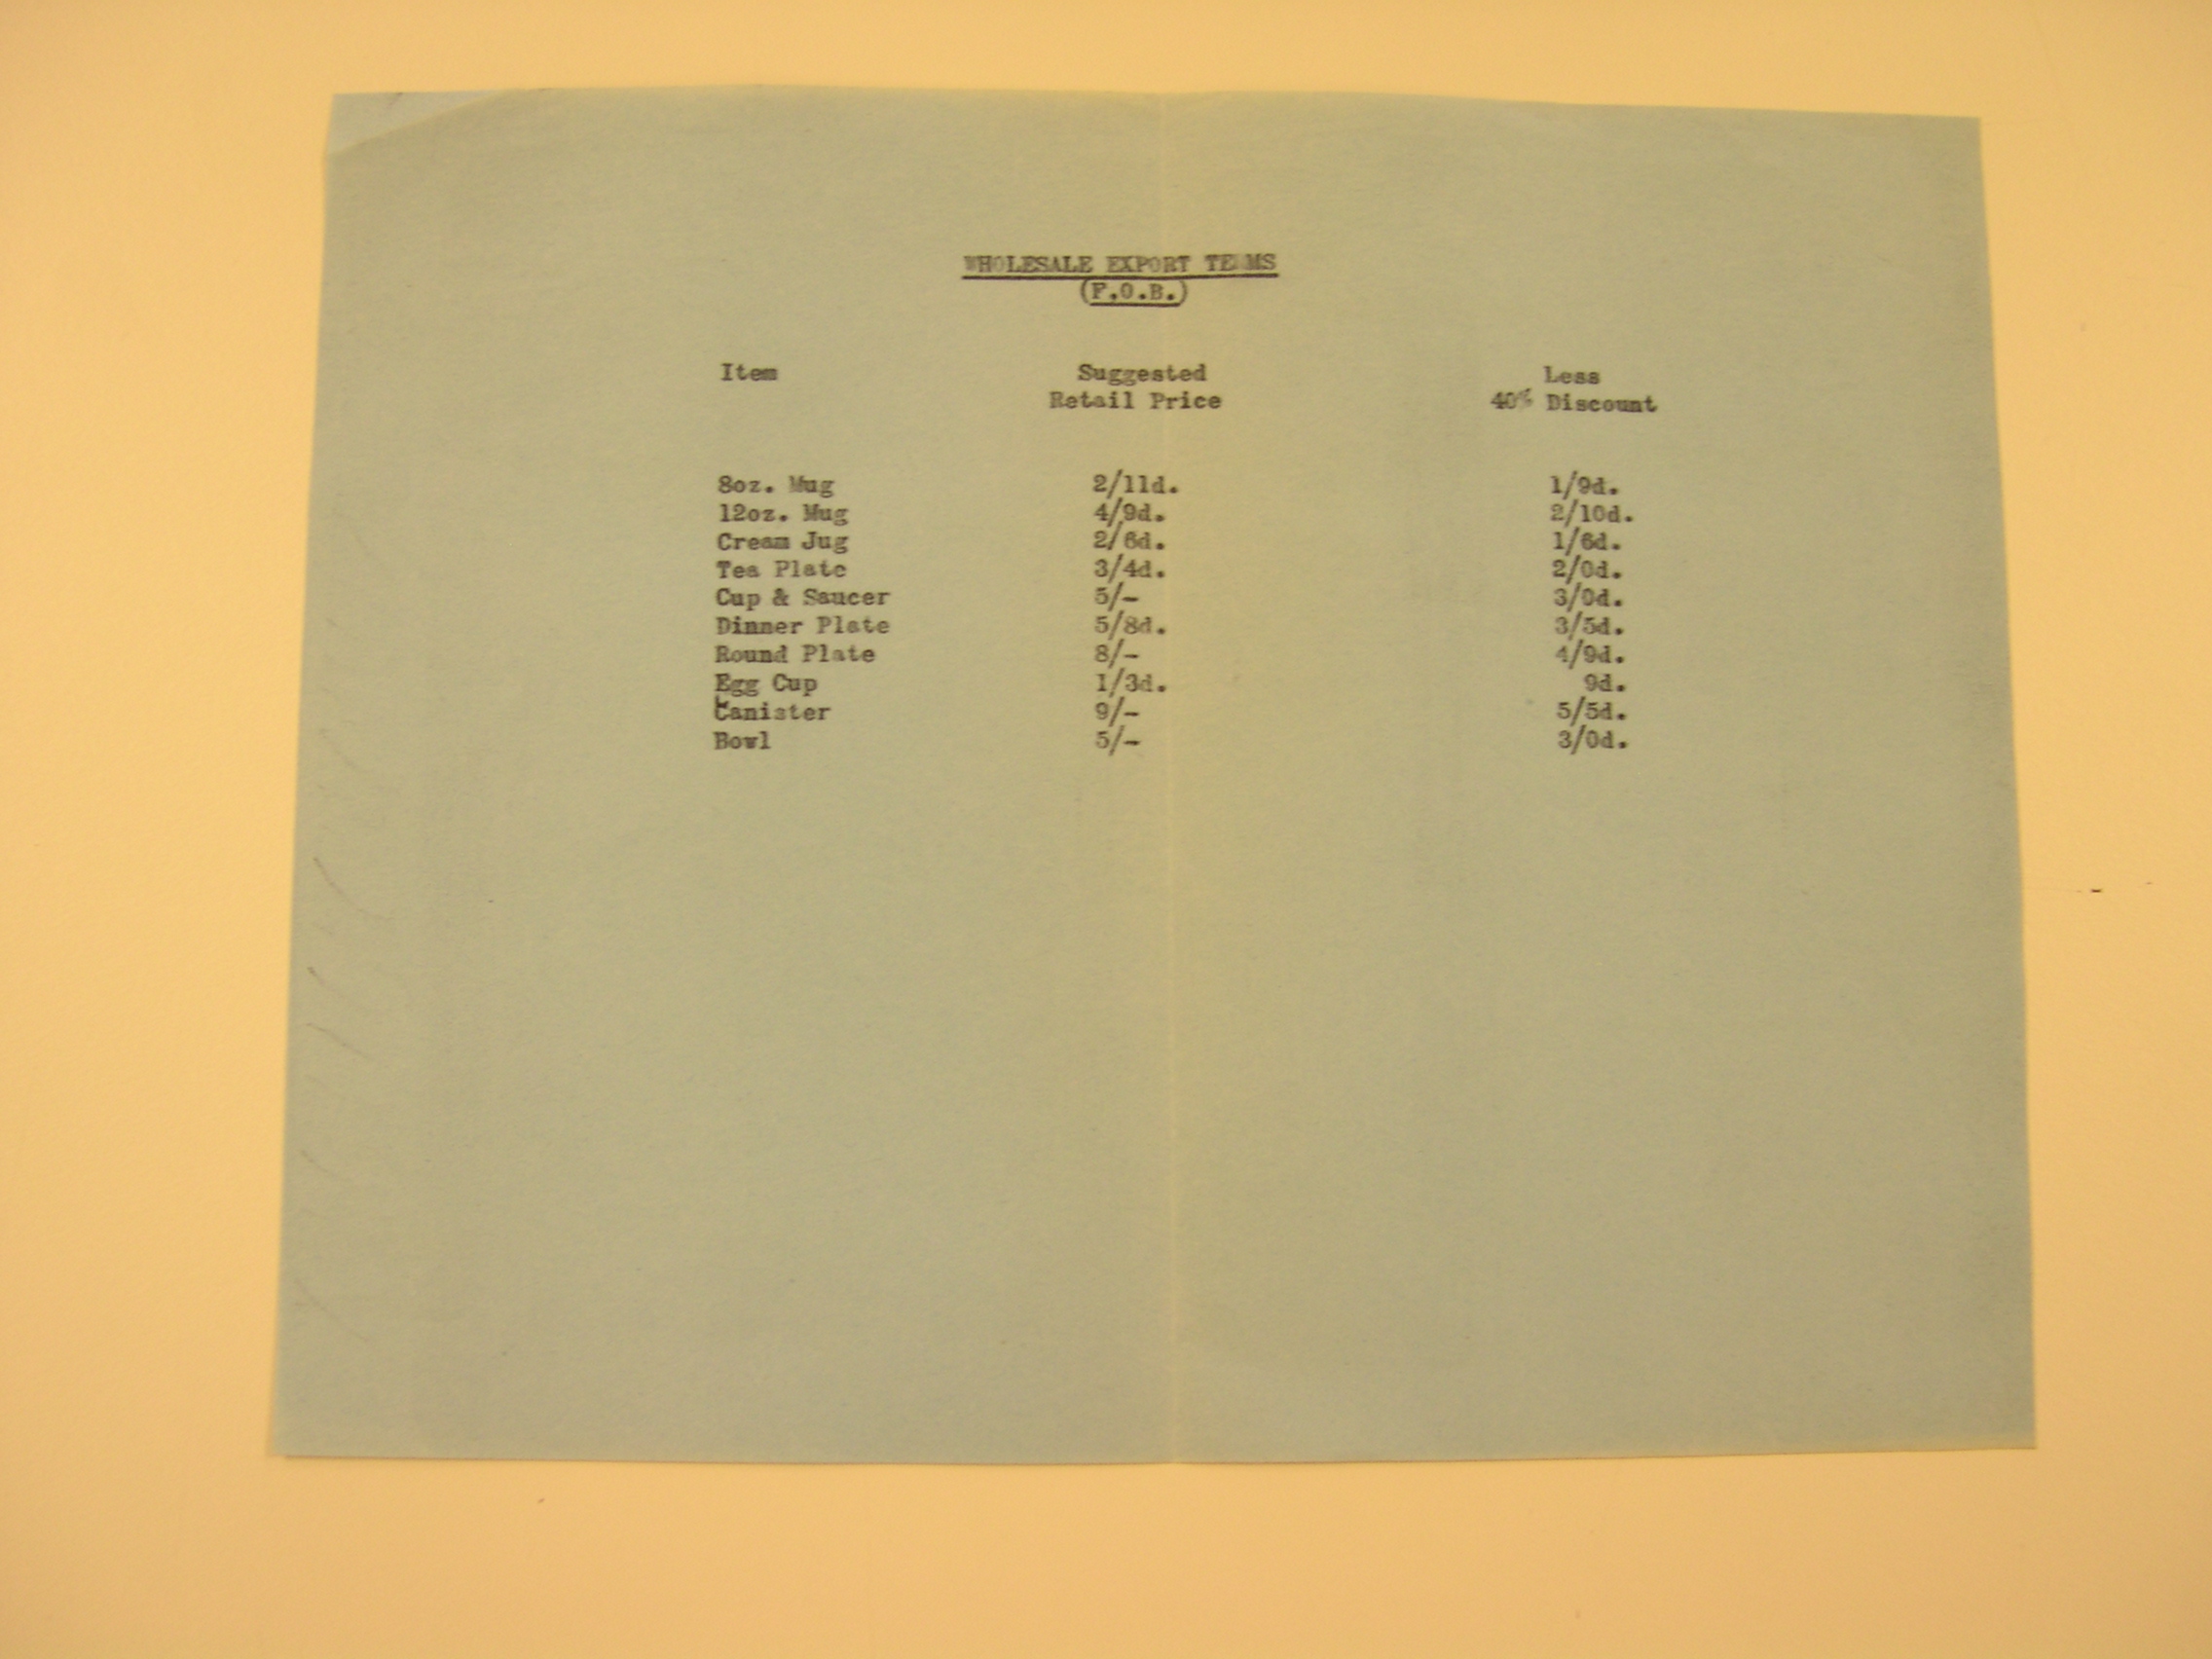 WHOLESALE EXPORT TERMS
(F.O.B.)
Item Suggested Less
Retail Price 40% Discount
8oz. Mug 2/11d. 1/9d.
12oz. Mug 4/9d. 2/10d.
Cream Jug 2/6d. 1/6d.
Tea Plate 3/4d. 2/0d.
Cup & Saucer 5/- 3/0d.
Dinner Plate 5/8d. 3/5d.
Round Plate 8/- 4/9d.
Egg Cup 1/3d. 9d.
Canister 9/- 5/5d.
Bowl 5/- 3/0d.